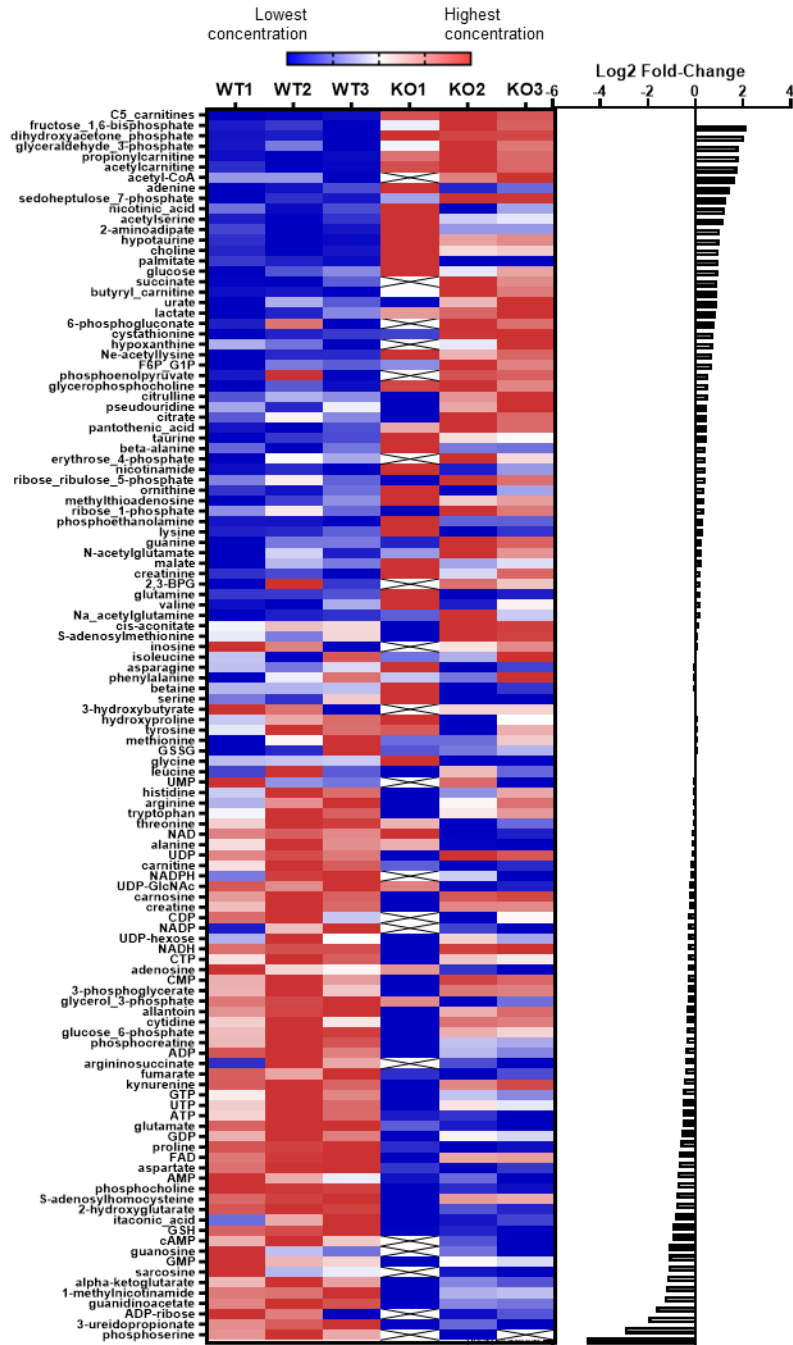 Lowest concentration
Highest concentration
WT1 WT2 WT3 KO1 KO2 KO3
Log2 Fold-Change
-6 -4 -2 0 2 4
C5_carnitines
fructose_1,6-bisphosphate
dihydroxyacetone_phosphate
glyceraldehyde_3-phosphate
propionylcarnitine
acetylcarnitine
acetyl-CoA
adenine
sedoheptulose_7-phosphate
nicotinic_acid
acetylserine
2-aminoadipate
hypotaurine
choline
palmitate
glucose
succinate
butyryl_carnitine
urate
lactate
6-phosphogluconate
cystathionine
hypoxanthine
Ne-acetyllysine
F6P_G1P
phosphoenolpyruvate
glycerophosphocholine
citrulline
pseudouridine
citrate
pantothenic_acid
taurine
beta-alanine
erythrose_4-phosphate
nicotinamide
ribose_ribulose_5-phosphate
ornithine
methylthioadenosine
ribose_1-phosphate
phosphoethanolamine
lysine
guanine
N-acetylglutamate
malate
creatinine
2,3-BPG
glutamine
valine
Na_acetylglutamine
cis-aconitate
S-adenosylmethionine
inosine
isoleucine
asparagine
phenylalanine
betaine
serine
3-hydroxybutyrate
hydroxyproline
tyrosine
methionine
GSSG
glycine
leucine
UMP
histidine
arginine
tryptophan
threonine
NAD
alanine
UDP
carnitine
NADPH
UDP-GlcNAc
carnosine
creatine
CDP
NADP
UDP-hexose
NADH
CTP
adenosine
CMP
3-phosphoglycerate
glycerol_3-phosphate
allantoin
cytidine
glucose_6-phosphate
phosphocreatine
ADP
argininosuccinate
fumarate
kynurenine
GTP
UTP
ATP
glutamate
GDP
proline
FAD
aspartate
AMP
phosphocholine
S-adenosylhomocysteine
2-hydroxyglutarate
itaconic_acid
GSH
cAMP
guanosine
GMP
sarcosine
alpha-ketoglutarate
1-methylnicotinamide
guanidinoacetate
ADP-ribose
3-ureidopropionate
phosphoserine